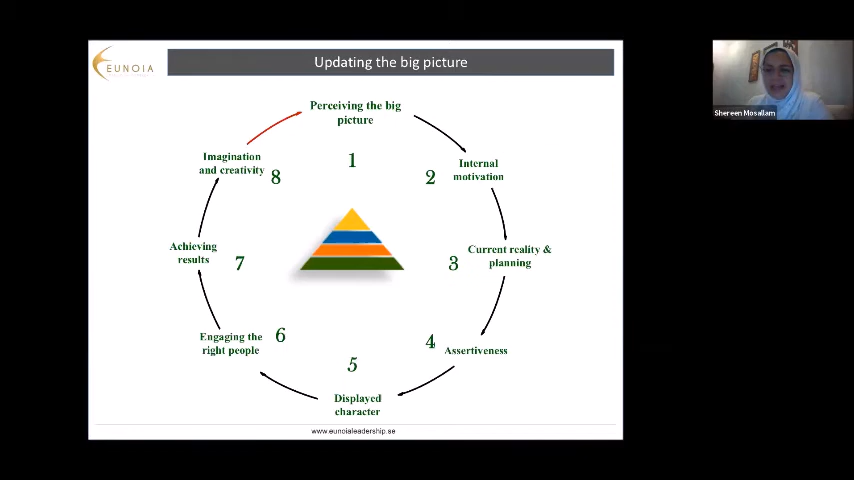 EUNOIA
Updating the big picture
Shereen Mosallam
Perceiving the big
picture
1
Internal
motivation
2
Current reality &
planning
3
Assertiveness
4
Displayed
character
5
Engaging the
right people
6
Achieving
results
7
Imagination
and creativity
8
www.eunoialeadership.se